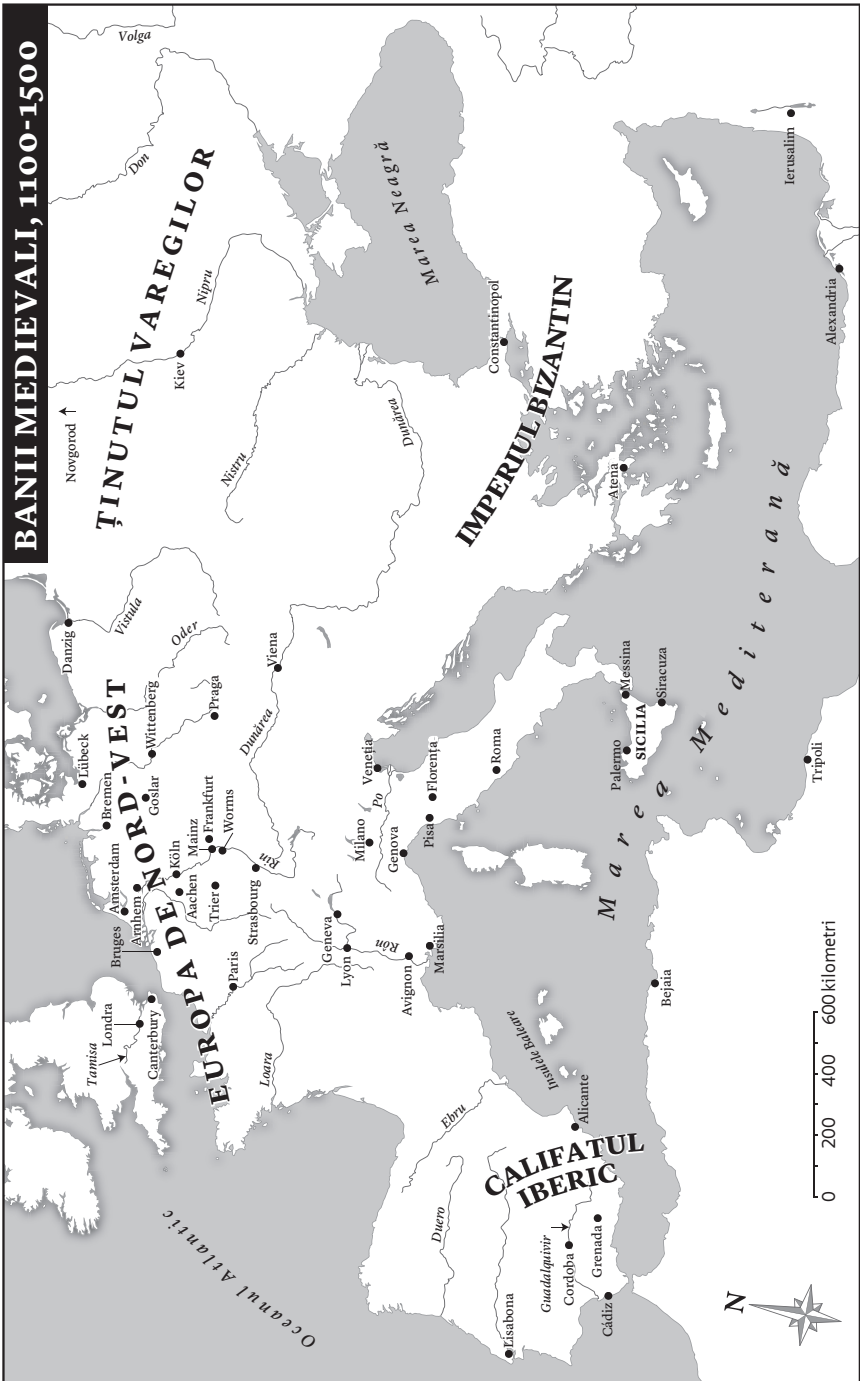 BANII MEDIEVALI, 1100-1500
Volga
Don
ȚINUTUL VAREGILOR
Novgorod
Kiev
Nipru
Nistru
Dunărea
Marea Neagră
Constantinopol
IMPERIUL BIZANTIN
Atena
Ierusalim
Alexandria
Danzig
Vistula
Oder
Lübeck
Wittenberg
Praga
Viena
Dunărea
Bremen
Goslar
EUROPA DE NORD-VEST
Amsterdam
Arnhem
Bruges
Köln
Aachen
Mainz
Frankfurt
Worms
Trier
Strasbourg
Rin
Paris
Londra
Tamisa
Canterbury
Loara
Geneva
Lyon
Ron
Avignon
Marsilia
Milano
Veneția
Po
Genova
Pisa
Florența
Roma
Palermo
Messina
SICILIA
Siracuza
Marea Mediterană
Tripoli
Bejaia
Oceanul Atlantic
Insulele Baleare
Ebru
Duero
Alicante
CALIFATUL
IBERIC
Guadalquivir
Cordoba
Grenada
Cádiz
Lisabona
0 200 400 600 kilometri
N